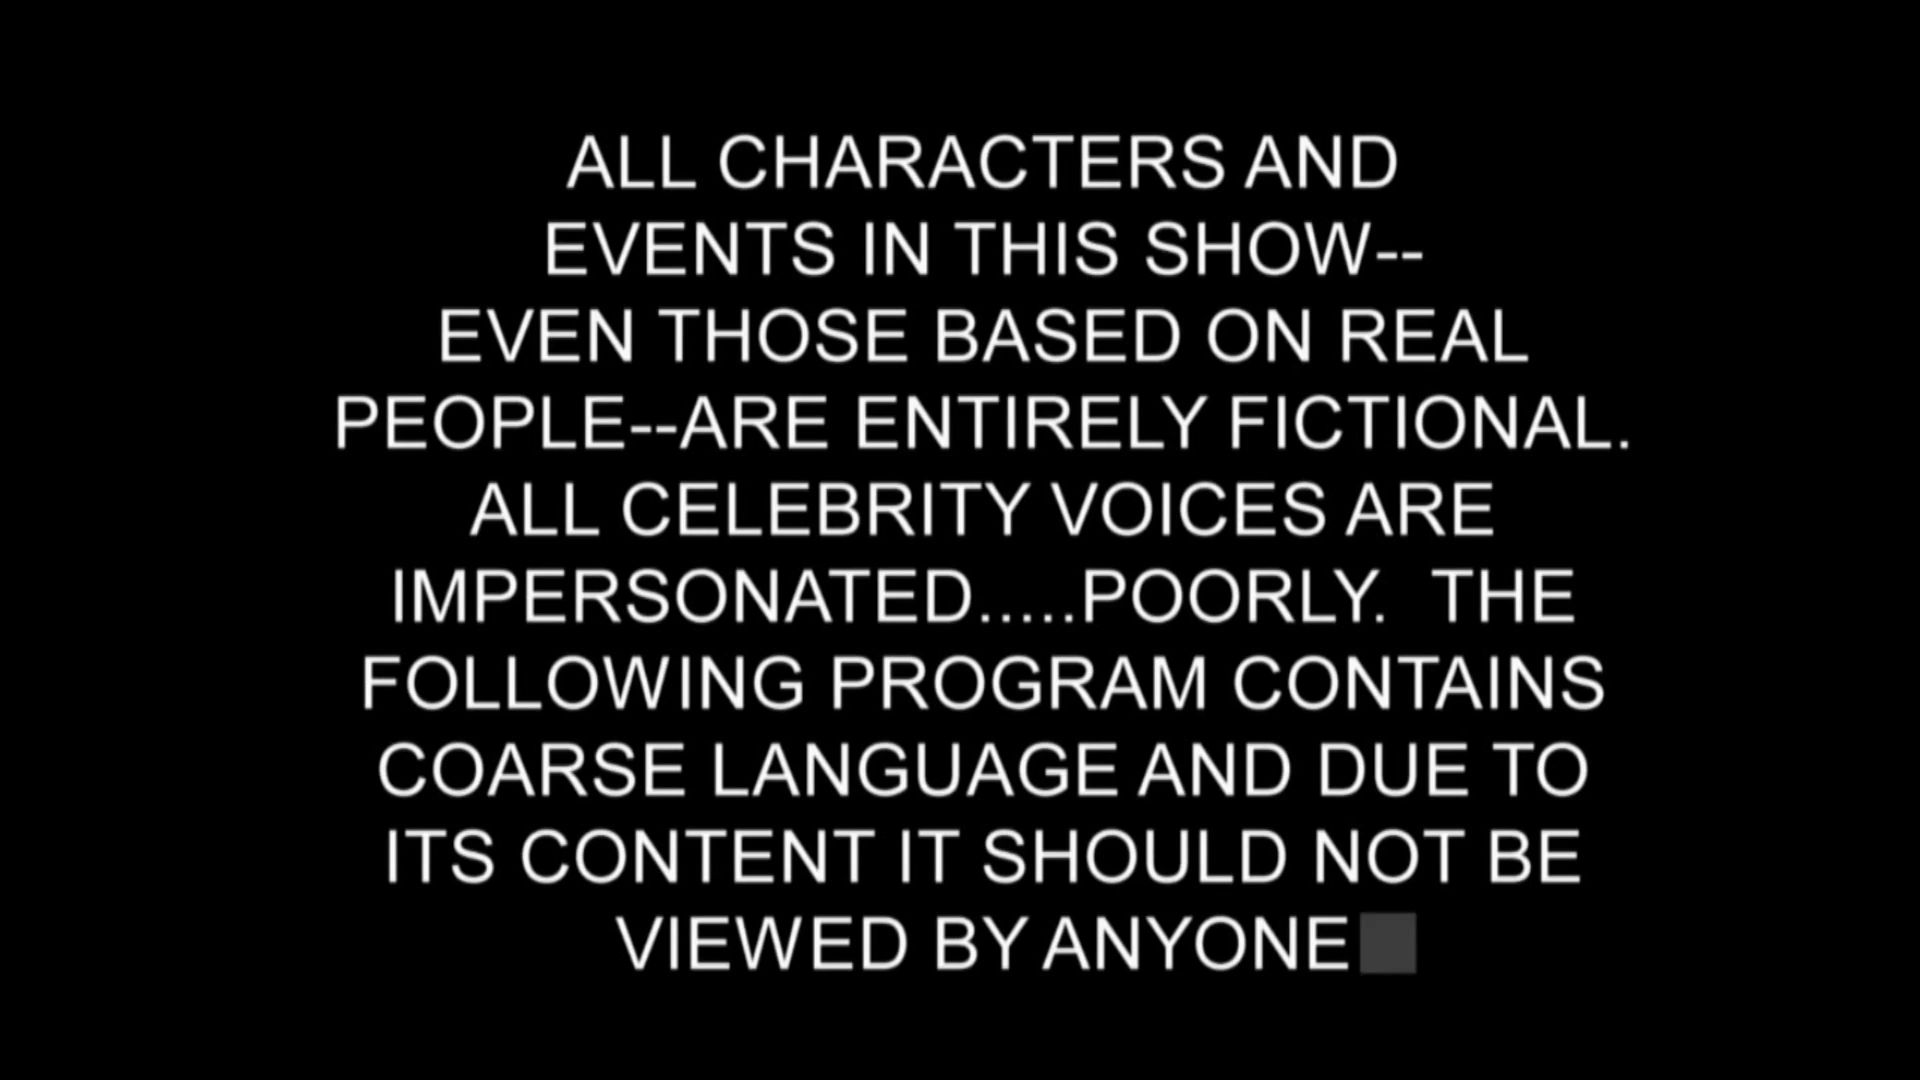 ALL CHARACTERS AND
EVENTS IN THIS SHOW--
EVEN THOSE BASED ON REAL
PEOPLE--ARE ENTIRELY FICTIONAL.
ALL CELEBRITY VOICES ARE
IMPERSONATED.....POORLY.  THE
FOLLOWING PROGRAM CONTAINS
COARSE LANGUAGE AND DUE TO
ITS CONTENT IT SHOULD NOT BE
VIEWED BY ANYONE